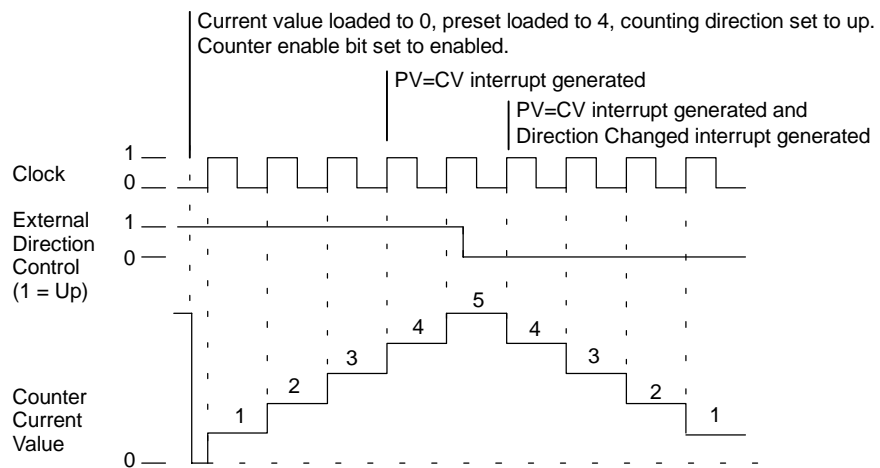 Current value loaded to 0, preset loaded to 4, counting direction set to up.
Counter enable bit set to enabled.
PV=CV interrupt generated
PV=CV interrupt generated and
Direction Changed interrupt generated
Clock
1
0
External
Direction
Control
(1 = Up)
1
0
Counter
Current
Value
0
1
2
3
4
5
4
3
2
1